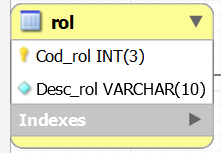 rol
Cod_rol INT(3)
Desc_rol VARCHAR(10)
Indexes